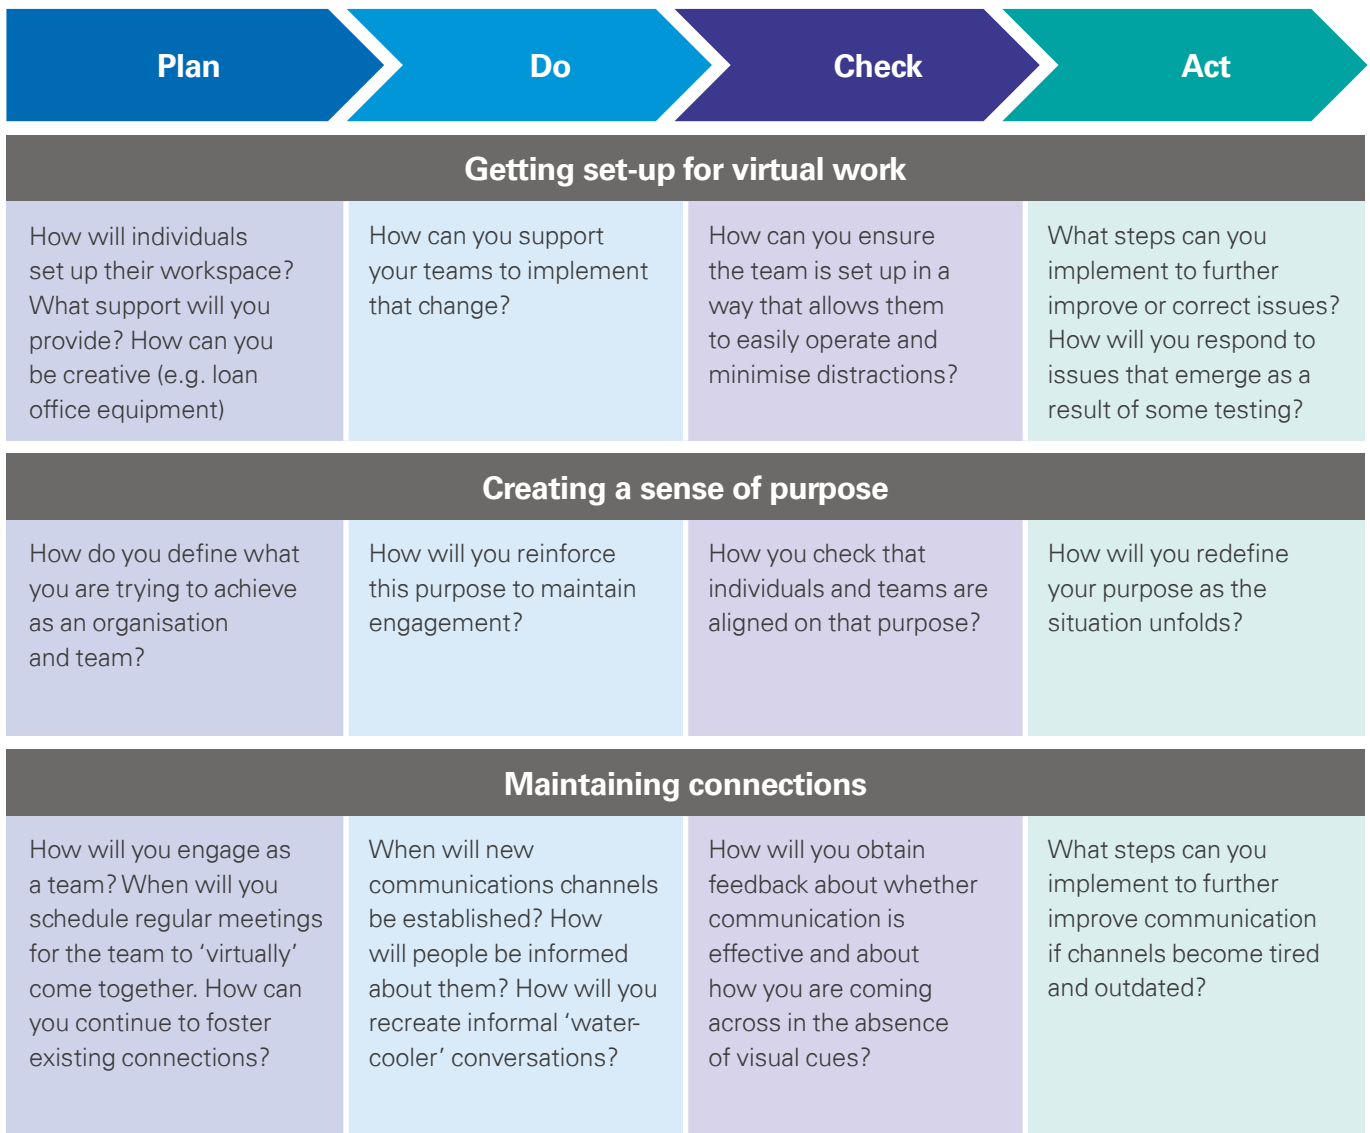 Plan
Do
Check
Act
Getting set-up for virtual work
How will individuals
set up their workspace?
What support will you
provide? How can you
be creative (e.g. loan
office equipment)
How can you support
your teams to implement
that change?
How can you ensure
the team is set up in a
way that allows them
to easily operate and
minimise distractions?
What steps can you
implement to further
improve or correct issues?
How will you respond to
issues that emerge as a
result of some testing?
Creating a sense of purpose
How do you define what
you are trying to achieve
as an organisation
and team?
How will you reinforce
this purpose to maintain
engagement?
How you check that
individuals and teams are
aligned on that purpose?
How will you redefine
your purpose as the
situation unfolds?
Maintaining connections
How will you engage as
a team? When will you
schedule regular meetings
for the team to ‘virtually’
come together. How can
you continue to foster
existing connections?
When will new
communications channels
be established? How
will people be informed
about them? How will you
recreate informal ‘water-
cooler’ conversations?
How will you obtain
feedback about whether
communication is
effective and about
how you are coming
across in the absence
of visual cues?
What steps can you
implement to further
improve communication
if channels become tired
and outdated?